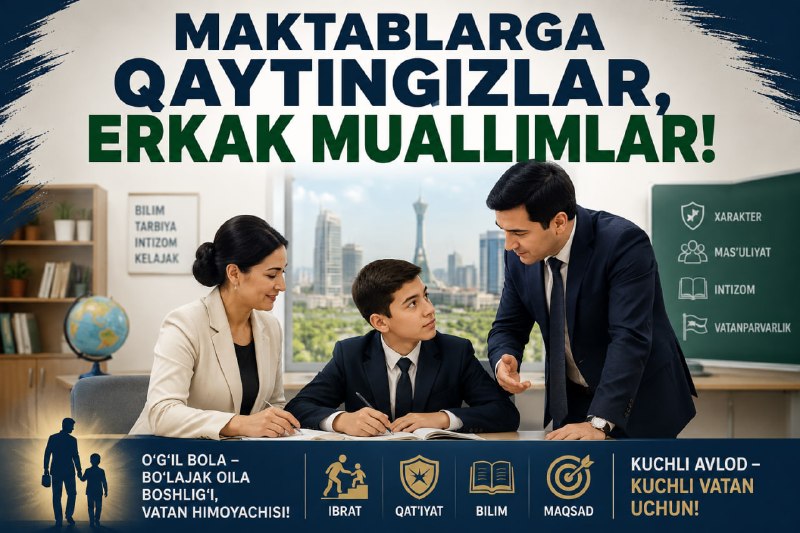 MAKTABLARGA
QAYTINGIZLAR,
ERKAK MUALLIMLAR!
BILIM
TARBIYA
INTIZOM
KELAJAK
XARAKTER
MAS'ULIYAT
INTIZOM
VATANPARVARLIK
O‘G‘IL BOLA –
BO‘LAJAK OILA
BOSHLIG‘I,
VATAN HIMOYACHISI!
IBRAT
QAT'IYAT
BILIM
MAQSAD
KUCHLI AVLOD –
KUCHLI VATAN
UCHUN!